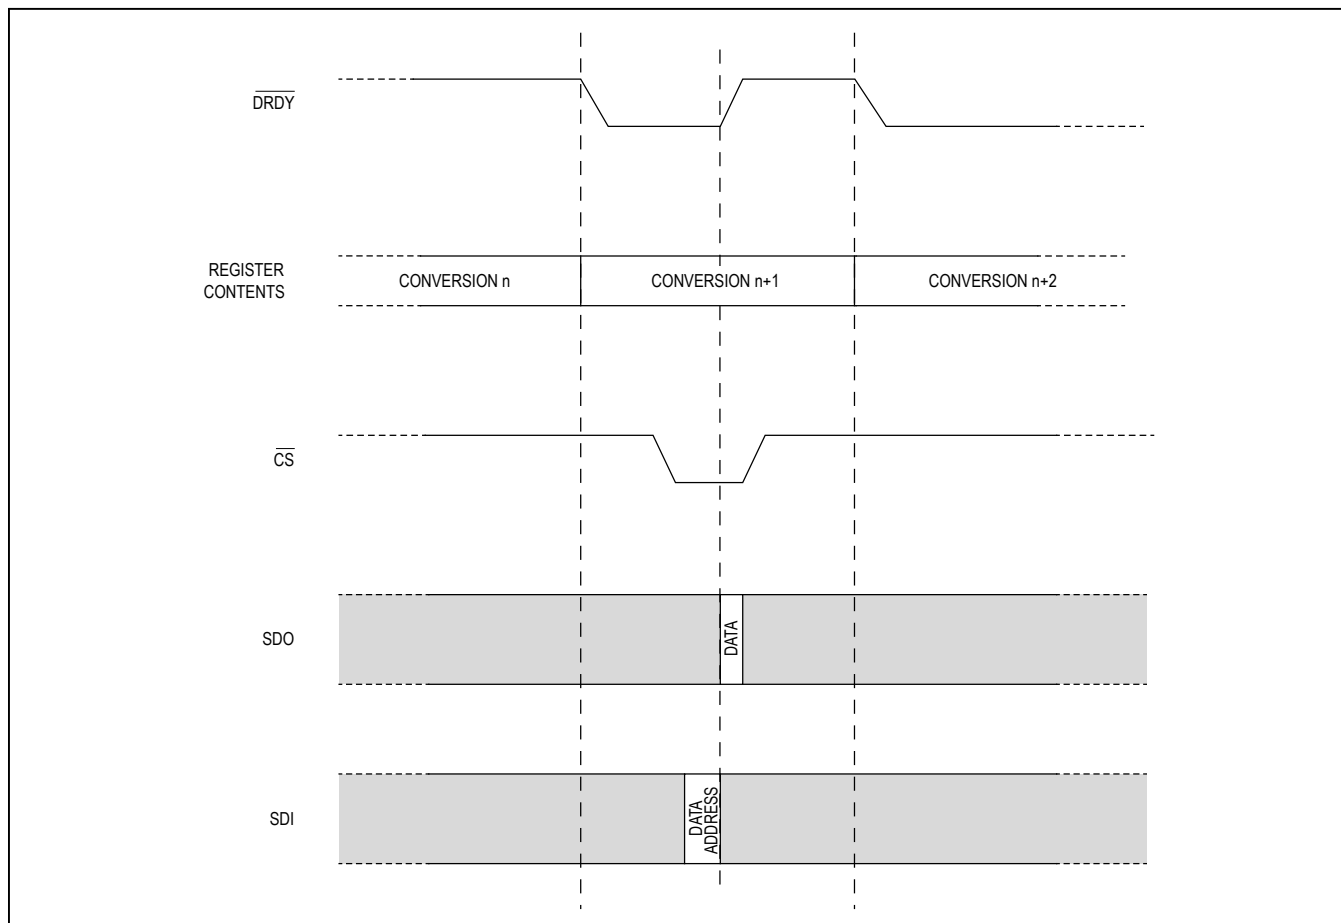 DRDY
REGISTER
CONTENTS
CONVERSION n
CONVERSION n+1
CONVERSION n+2
CS
SDO
DATA
SDI
DATA
ADDRESS